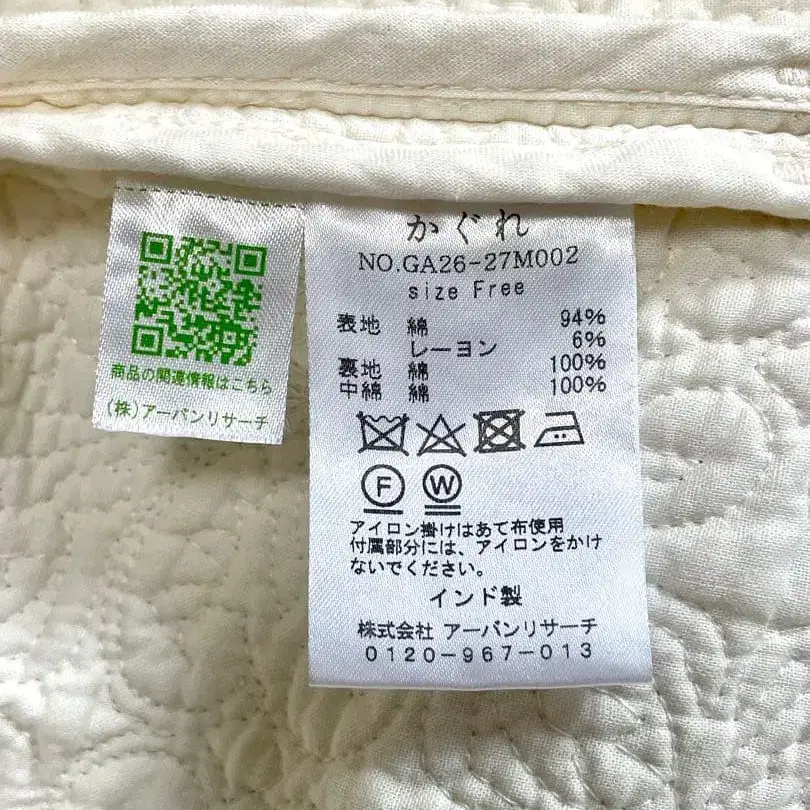 商品の関連情報はこちら
(株)アーバンリサーチ
かぐれ
NO.GA26-27M002
size Free
表地 綿 94%
レーヨン 6%
裏地 綿 100%
中綿 綿 100%
F W
アイロン掛けはあて布使用
付属部分には、アイロンをかけ
ないでください。
インド製
株式会社 アーバンリサーチ
0120-967-013